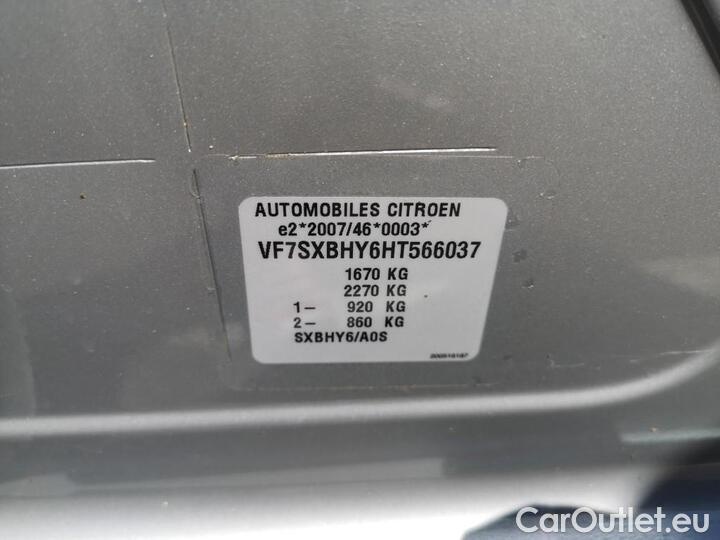 AUTOMOBILES CITROEN
e2*2007/46*0003*
VF7SXBHY6HT566037
1670 KG
2270 KG
1- 920 KG
2- 860 KG
SXBHY6/A0S
CarOutlet.eu